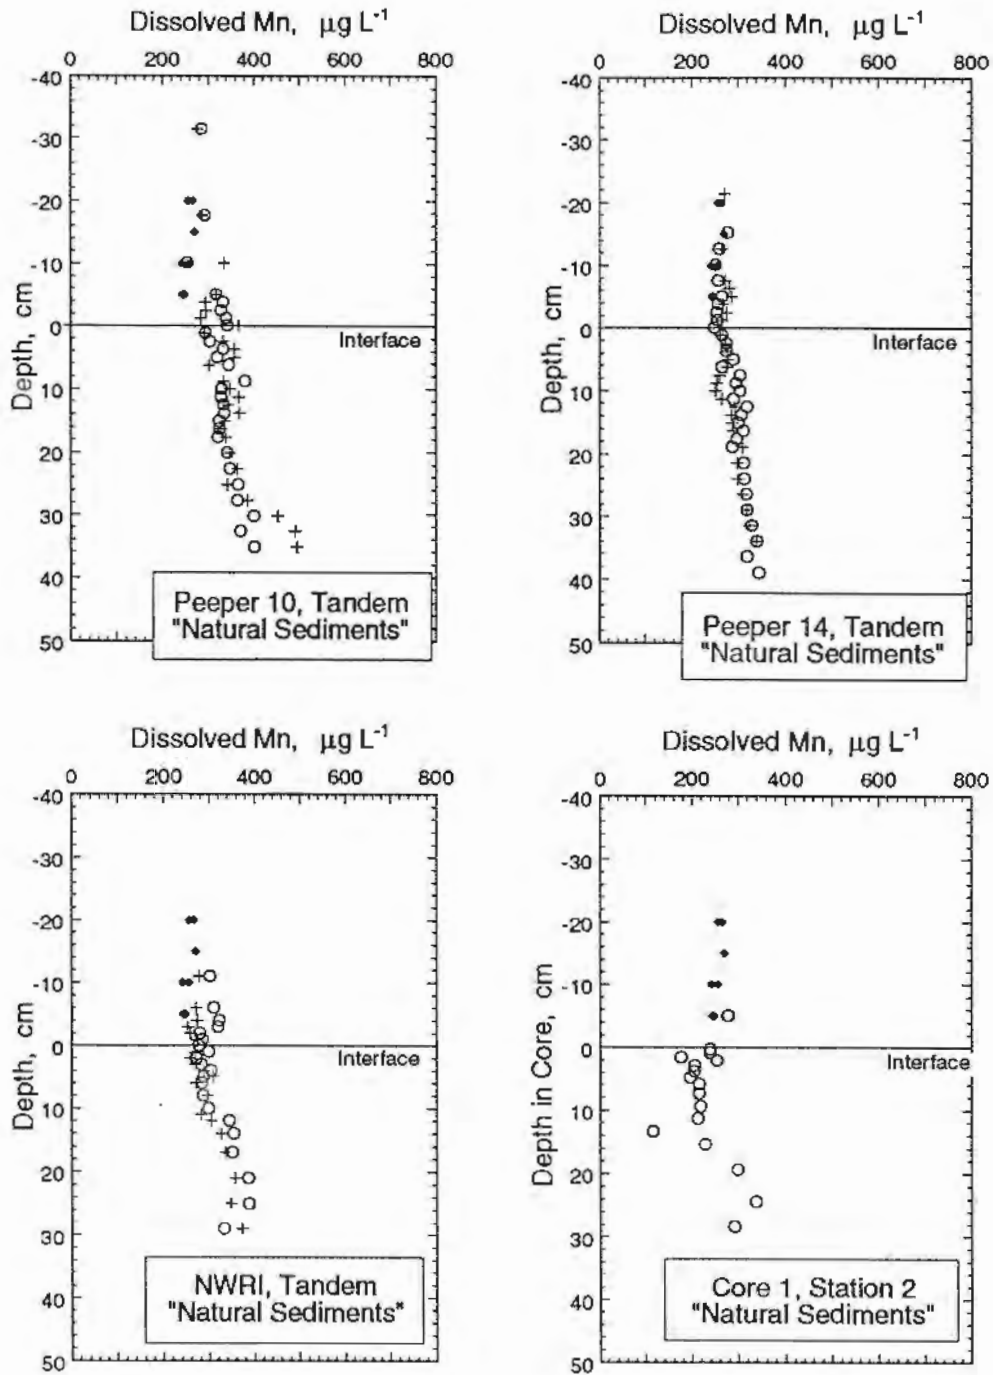 Dissolved Mn, µg L-1
0 200 400 600 800
-40
-30
-20
-10
0
10
20
30
40
50
Depth, cm
Interface
Peeper 10, Tandem
"Natural Sediments"
Dissolved Mn, µg L-1
0 200 400 600 800
-40
-30
-20
-10
0
10
20
30
40
50
Depth, cm
Interface
Peeper 14, Tandem
"Natural Sediments"
Dissolved Mn, µg L-1
0 200 400 600 800
-40
-30
-20
-10
0
10
20
30
40
50
Depth, cm
Interface
NWRI, Tandem
"Natural Sediments"
Dissolved Mn, µg L-1
0 200 400 600 800
-40
-30
-20
-10
0
10
20
30
40
50
Depth in Core, cm
Interface
Core 1, Station 2
"Natural Sediments"